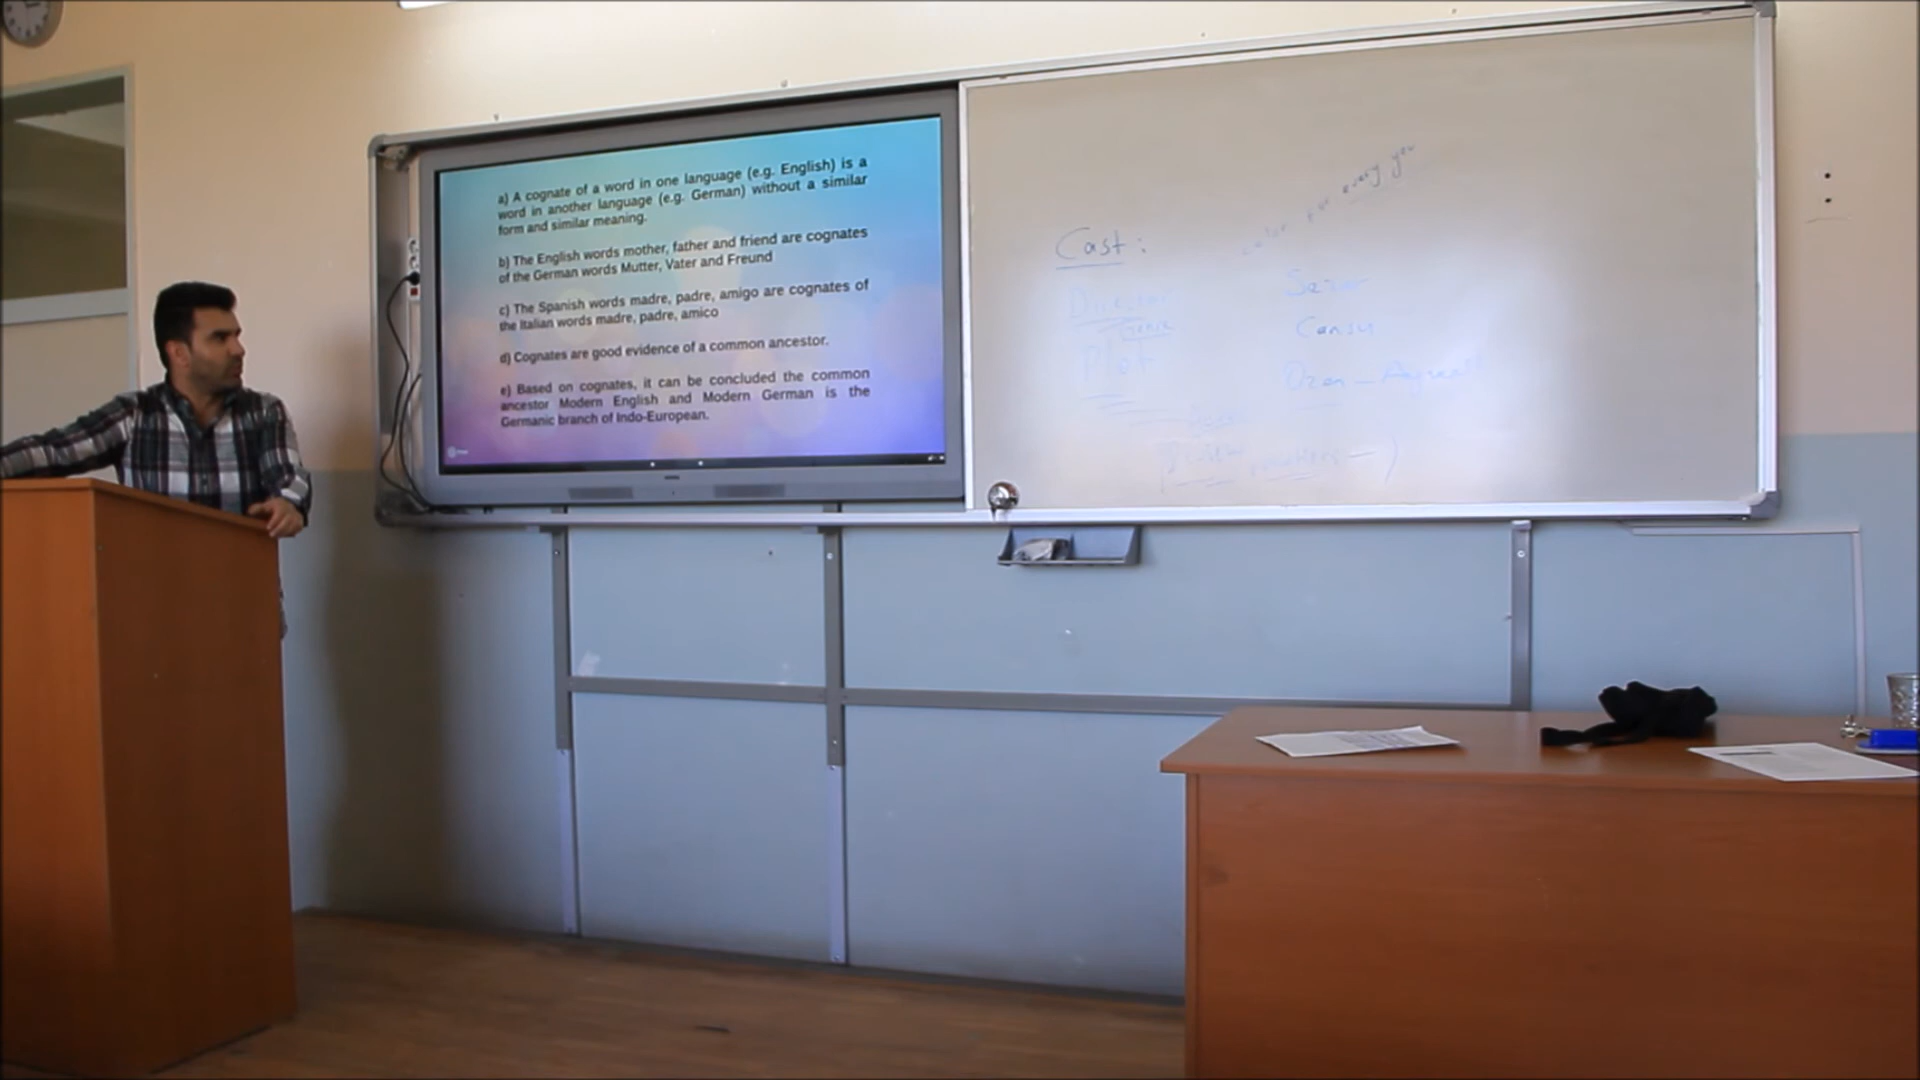 a) A cognate of a word in one language (e.g. English) is a
word in another language (e.g. German) without a similar
form and similar meaning.
b) The English words mother, father and friend are cognates
of the German words Mutter, Vater and Freund
c) The Spanish words madre, padre, amigo are cognates of
the Italian words madre, padre, amico
d) Cognates are good evidence of a common ancestor.
e) Based on cognates, it can be concluded the common
ancestor Modern English and Modern German is the
Germanic branch of Indo-European.
Cast:
Director
Plot